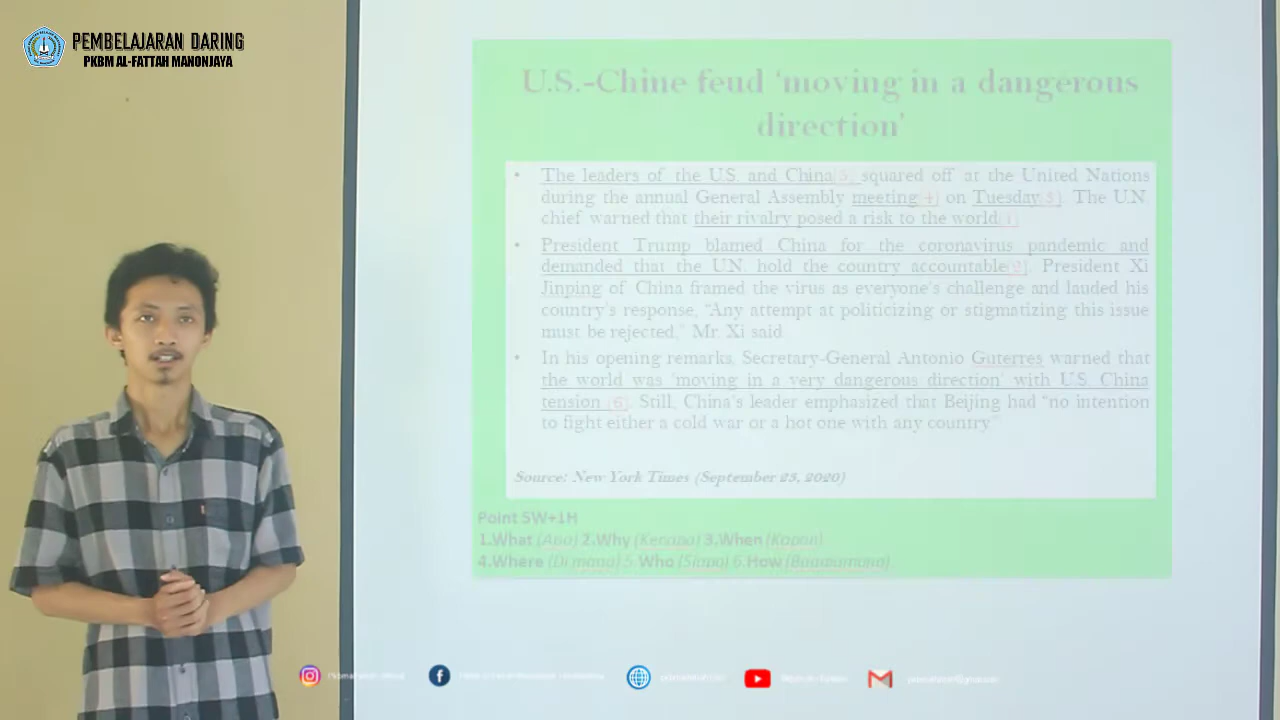 PEMBELAJARAN DARING
PKBM AL-FATTAH MANONJAYA
U.S.-Chine feud ‘moving in a dangerous
direction’
• The leaders of the U.S. and China(5) squared off at the United Nations
during the annual General Assembly meeting(4) on Tuesday(3). The U.N.
chief warned that their rivalry posed a risk to the world(1)
• President Trump blamed China for the coronavirus pandemic and
demanded that the U.N. hold the country accountable(2). President Xi
Jinping of China framed the virus as everyone's challenge and lauded his
country's response, “Any attempt at politicizing or stigmatizing this issue
must be rejected,” Mr. Xi said.
• In his opening remarks, Secretary-General Antonio Guterres warned that
the world was ‘moving in a very dangerous direction’ with U.S. China
tension (6). Still, China's leader emphasized that Beijing had “no intention
to fight either a cold war or a hot one with any country”
Source: New York Times (September 23, 2020)
Point 5W+1H
1.What (Apa) 2.Why (Kenapa) 3.When (Kapan)
4.Where (Di mana) 5.Who (Siapa) 6.How (Bagaimana)